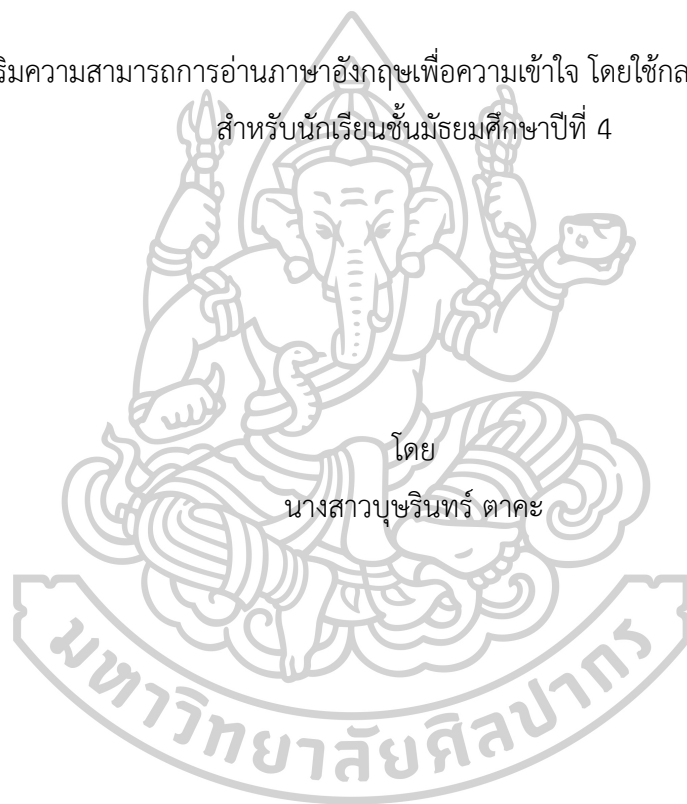 ความสามารถการอ่านภาษาอังกฤษเพื่อความเข้าใจ โดยใช้
สำหรับนักเรียนชั้นมัธยมศึกษาปีที่ 4
โดย
นางสาวบุษรินทร์ ตาคะ
มหาวิทยาลัยศิลปากร